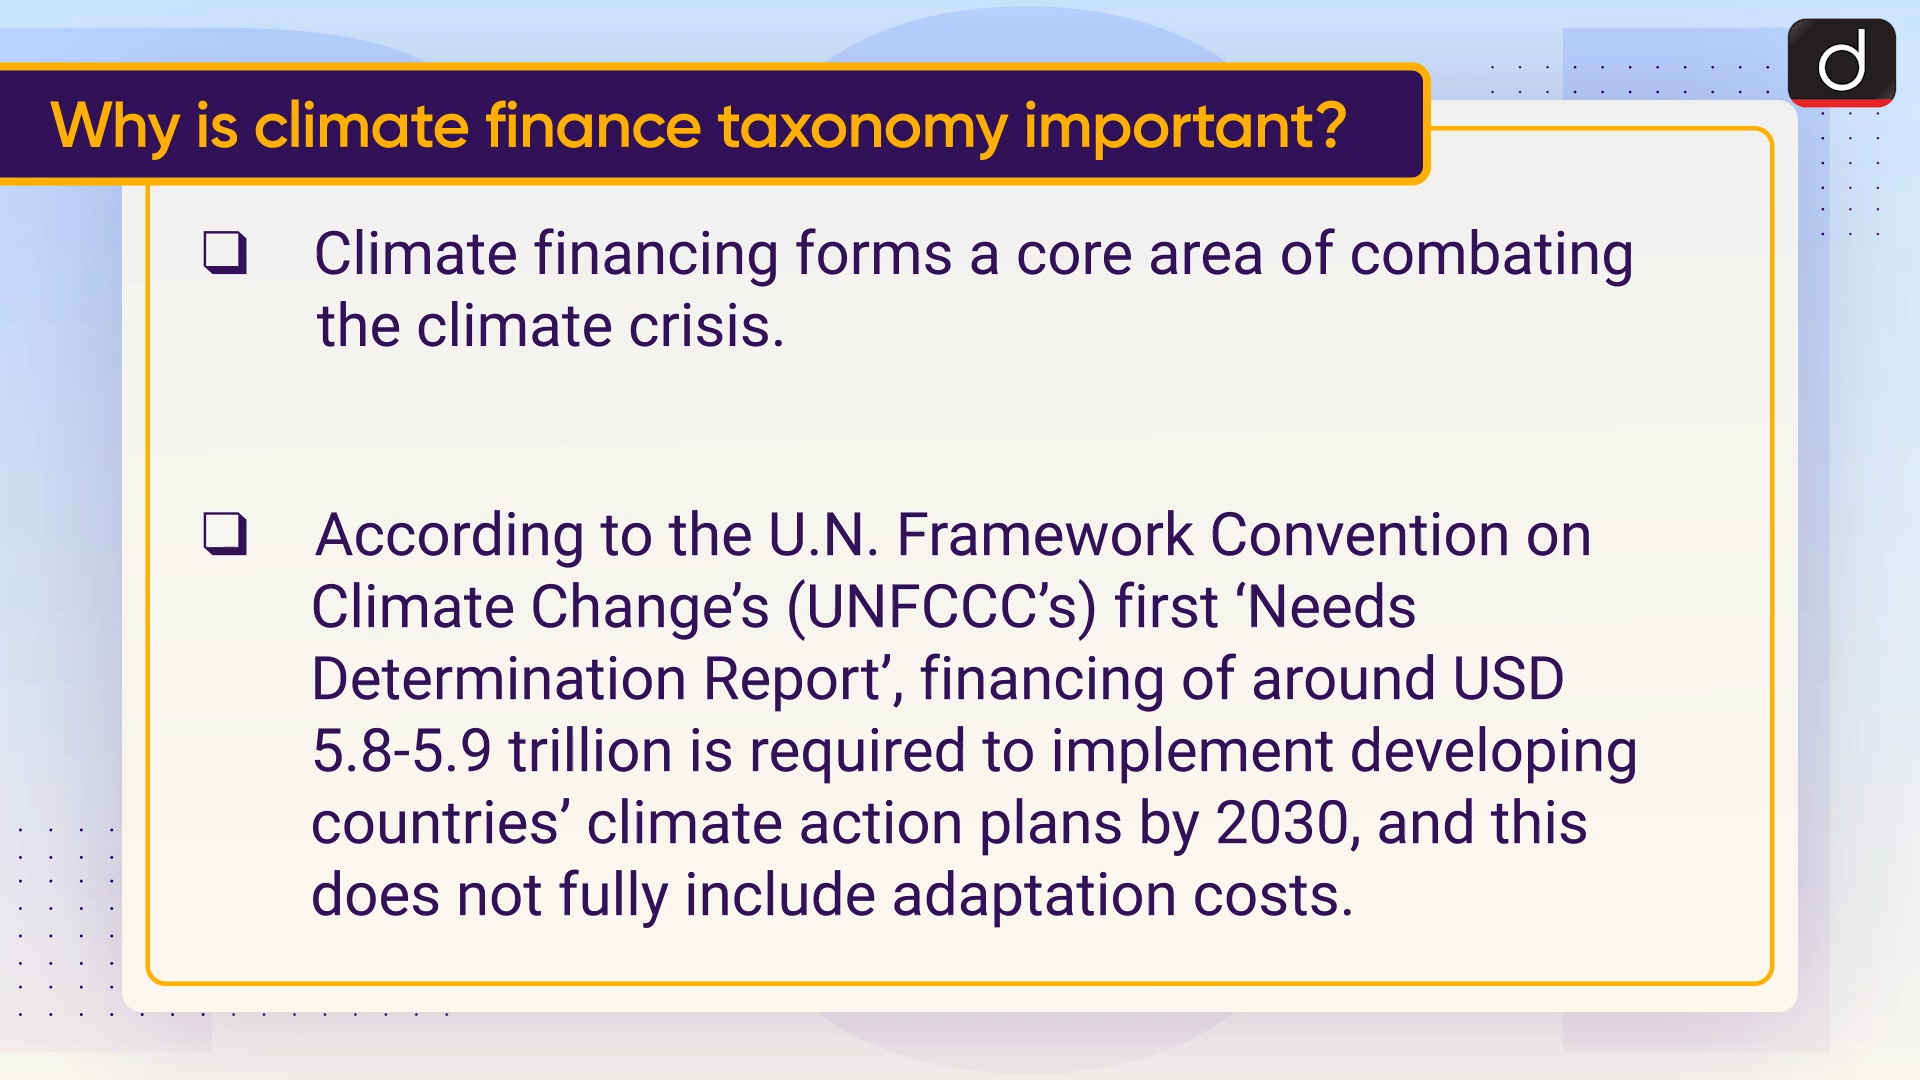 Why is climate finance taxonomy important?
d
❑ Climate financing forms a core area of combating
the climate crisis.
❑ According to the U.N. Framework Convention on
Climate Change’s (UNFCCC’s) first ‘Needs
Determination Report’, financing of around USD
5.8-5.9 trillion is required to implement developing
countries’ climate action plans by 2030, and this
does not fully include adaptation costs.